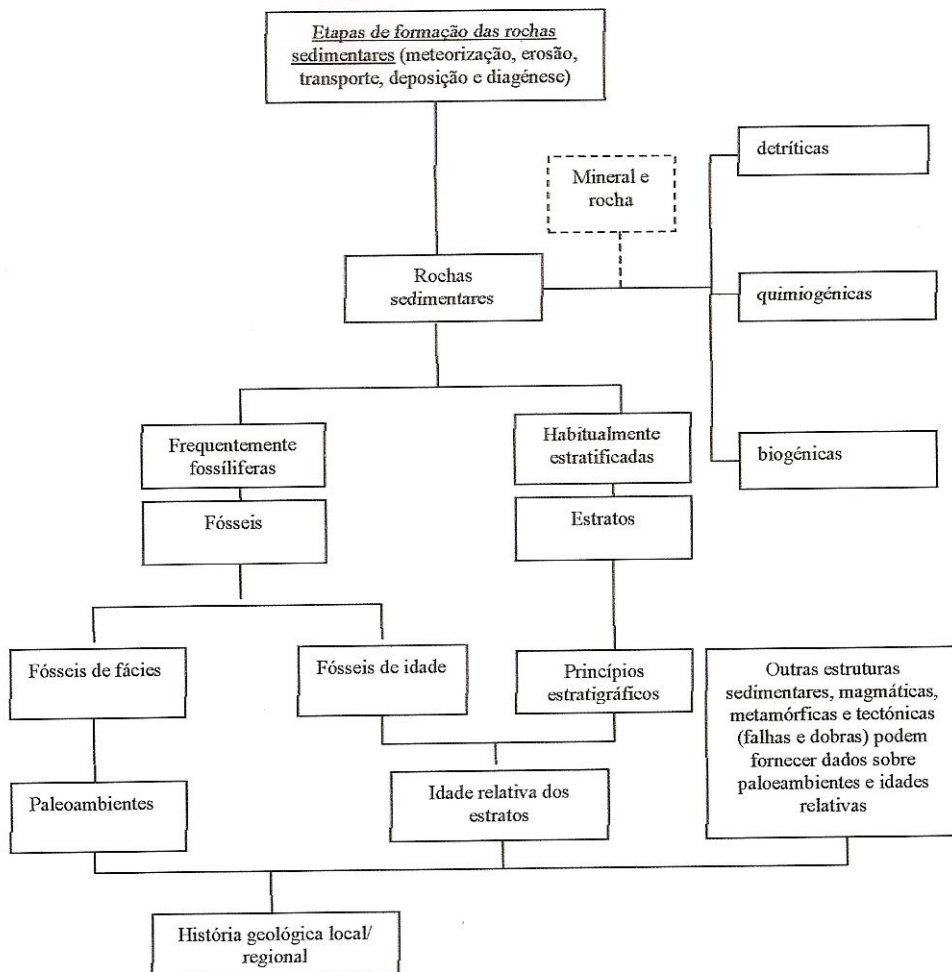 Etapas de formação das rochas
sedimentares (meteorização, erosão,
transporte, deposição e diagénese)
detríticas
Mineral e
rocha
Rochas
sedimentares
quimiogénicas
Frequentemente
fossíliferas
Habitualmente
estratificadas
biogénicas
Fósseis
Estratos
Fósseis de fácies
Fósseis de idade
Princípios
estratigráficos
Outras estruturas
sedimentares, magmáticas,
metamórficas e tectónicas
(falhas e dobras) podem
fornecer dados sobre
paloeambientes e idades
relativas
Paleoambientes
Idade relativa dos
estratos
História geológica local/
regional